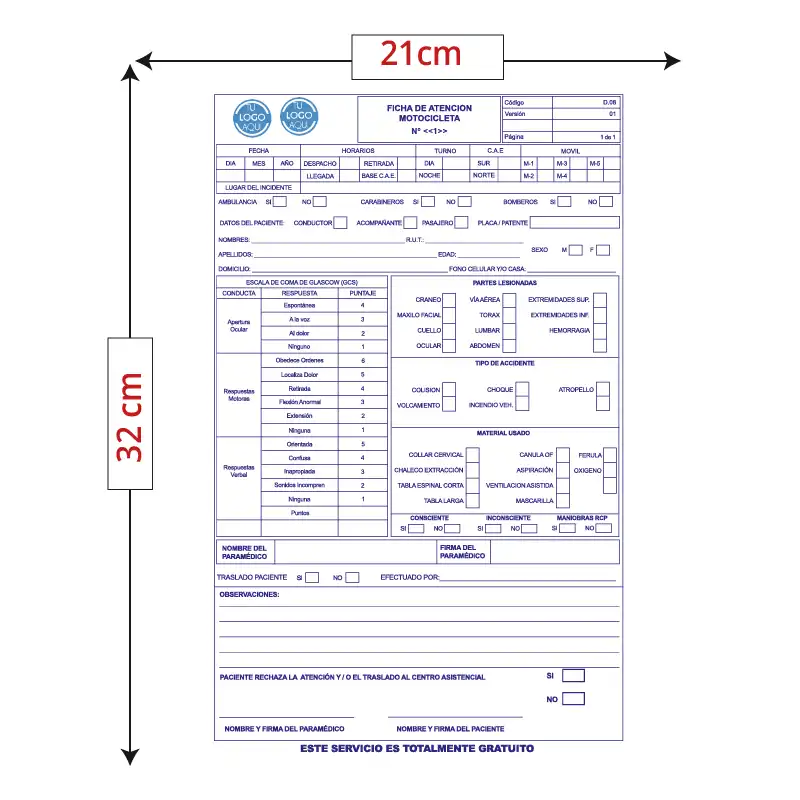 21cm
32 cm
TU LOGO AQUÍ
TU LOGO AQUÍ
FICHA DE ATENCION
MOTOCICLETA
N° <<1>>
Código D.08
Versión 01
Página 1 de 1
FECHA HORARIOS TURNO C.A.E MOVIL
DIA MES AÑO DESPACHO RETIRADA DIA SUR M-1 M-3 M-5
LLEGADA BASE C.A.E. NOCHE NORTE M-2 M-4
LUGAR DEL INCIDENTE
AMBULANCIA SI NO CARABINEROS SI NO BOMBEROS SI NO
DATOS DEL PACIENTE: CONDUCTOR ACOMPAÑANTE PASAJERO PLACA / PATENTE
NOMBRES: R.U.T.:
SEXO M F
APELLIDOS: EDAD:
DOMICILIO: FONO CELULAR Y/O CASA:
ESCALA DE COMA DE GLASCOW (GCS)
CONDUCTA RESPUESTA PUNTAJE
Apertura Ocular
Espontánea 4
A la voz 3
Al dolor 2
Ninguno 1
Respuestas Motoras
Obedece Ordenes 6
Localiza Dolor 5
Retirada 4
Flexión Anormal 3
Extensión 2
Ninguna 1
Respuestas Verbal
Orientada 5
Confusa 4
Inapropiada 3
Sonidos incompren 2
Ninguna 1
Puntos
PARTES LESIONADAS
CRANEO VÍA AÉREA EXTREMIDADES SUP.
MAXILO FACIAL TORAX EXTREMIDADES INF.
CUELLO LUMBAR HEMORRAGIA
OCULAR ABDOMEN
TIPO DE ACCIDENTE
COLISION CHOQUE ATROPELLO
VOLCAMIENTO INCENDIO VEH.
MATERIAL USADO
COLLAR CERVICAL CANULA OF FERULA
CHALECO EXTRACCIÓN ASPIRACIÓN OXIGENO
TABLA ESPINAL CORTA VENTILACION ASISTIDA
TABLA LARGA MASCARILLA
CONSCIENTE INCONSCIENTE MANIOBRAS RCP
SI NO SI NO SI NO
NOMBRE DEL PARAMÉDICO FIRMA DEL PARAMÉDICO
TRASLADO PACIENTE SI NO EFECTUADO POR:
OBSERVACIONES:
PACIENTE RECHAZA LA ATENCIÓN Y / O EL TRASLADO AL CENTRO ASISTENCIAL SI
NO
NOMBRE Y FIRMA DEL PARAMÉDICO NOMBRE Y FIRMA DEL PACIENTE
ESTE SERVICIO ES TOTALMENTE GRATUITO